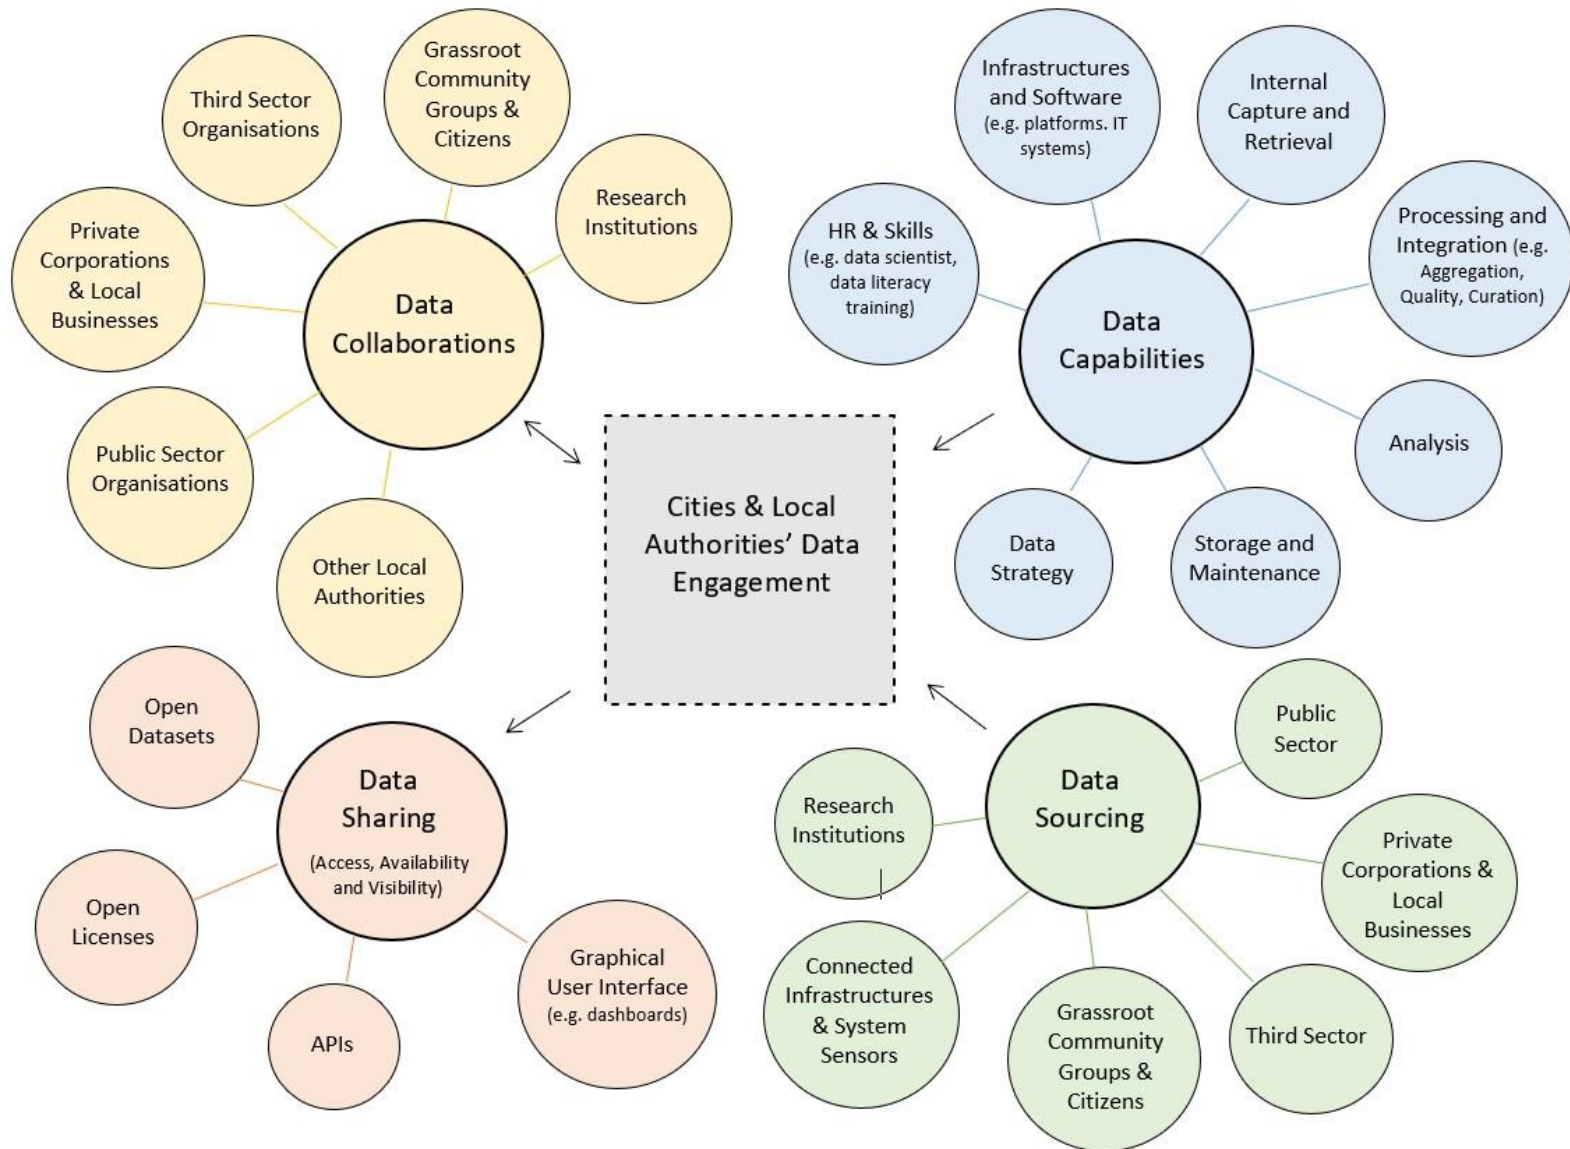 Grassroot
Community
Groups &
Citizens
Third Sector
Organisations
Research
Institutions
Private
Corporations
& Local
Businesses
Data
Collaborations
Public Sector
Organisations
Other Local
Authorities
Infrastructures
and Software
(e.g. platforms. IT
systems)
Internal
Capture and
Retrieval
HR & Skills
(e.g. data scientist,
data literacy
training)
Processing and
Integration (e.g.
Aggregation,
Quality, Curation)
Data
Capabilities
Analysis
Data
Strategy
Storage and
Maintenance
Cities & Local
Authorities’ Data
Engagement
Open
Datasets
Data
Sharing
(Access, Availability
and Visibility)
Open
Licenses
APIs
Graphical
User Interface
(e.g. dashboards)
Public
Sector
Data
Sourcing
Research
Institutions
Private
Corporations &
Local
Businesses
Connected
Infrastructures
& System
Sensors
Grassroot
Community
Groups &
Citizens
Third Sector